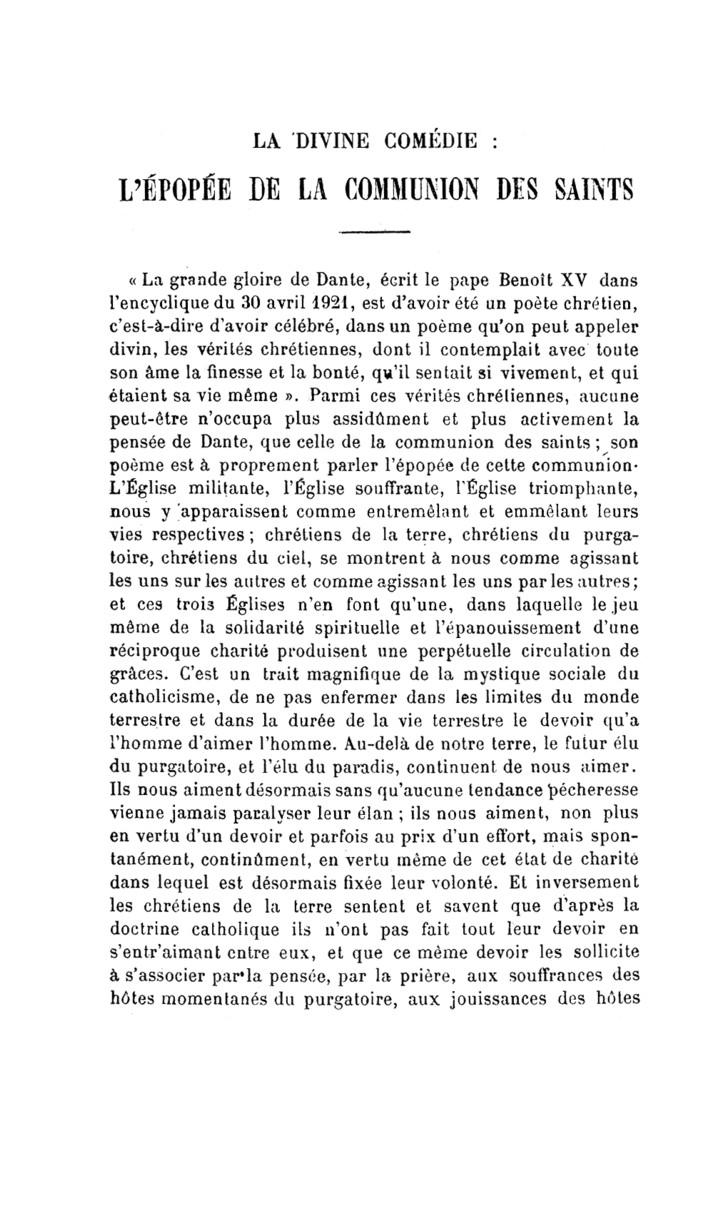 LA DIVINE COMÉDIE :
L'ÉPOPÉE DE LA COMMUNION DES SAINTS
« La grande gloire de Dante, écrit le pape Benoît XV dans
l'encyclique du 30 avril 1921, est d'avoir été un poète chrétien,
c'est-à-dire d'avoir célébré, dans un poème qu'on peut appeler
divin, les vérités chrétiennes, dont il contemplait avec toute
son âme la finesse et la bonté, qu'il sentait si vivement, et qui
étaient sa vie même ». Parmi ces vérités chrétiennes, aucune
peut-être n'occupa plus assidûment et plus activement la
pensée de Dante, que celle de la communion des saints ; son
poème est à proprement parler l'épopée de cette communion.
L'Église militante, l'Église souffrante, l'Église triomphante,
nous y apparaissent comme entremêlant et emmêlant leurs
vies respectives ; chrétiens de la terre, chrétiens du purga-
toire, chrétiens du ciel, se montrent à nous comme agissant
les uns sur les autres et comme agissant les uns par les autres ;
et ces trois Églises n'en font qu'une, dans laquelle le jeu
même de la solidarité spirituelle et l'épanouissement d'une
réciproque charité produisent une perpétuelle circulation de
grâces. C'est un trait magnifique de la mystique sociale du
catholicisme, de ne pas enfermer dans les limites du monde
terrestre et dans la durée de la vie terrestre le devoir qu'a
l'homme d'aimer l'homme. Au-delà de notre terre, le futur élu
du purgatoire, et l'élu du paradis, continuent de nous aimer.
Ils nous aiment désormais sans qu'aucune tendance pécheresse
vienne jamais paralyser leur élan ; ils nous aiment, non plus
en vertu d'un devoir et parfois au prix d'un effort, mais spon-
tanément, continûment, en vertu même de cet état de charité
dans lequel est désormais fixée leur volonté. Et inversement
les chrétiens de la terre sentent et savent que d'après la
doctrine catholique ils n'ont pas fait tout leur devoir en
s'entr'aimant entre eux, et que ce même devoir les sollicite
à s'associer par la pensée, par la prière, aux souffrances des
hôtes momentanés du purgatoire, aux jouissances des hôtes